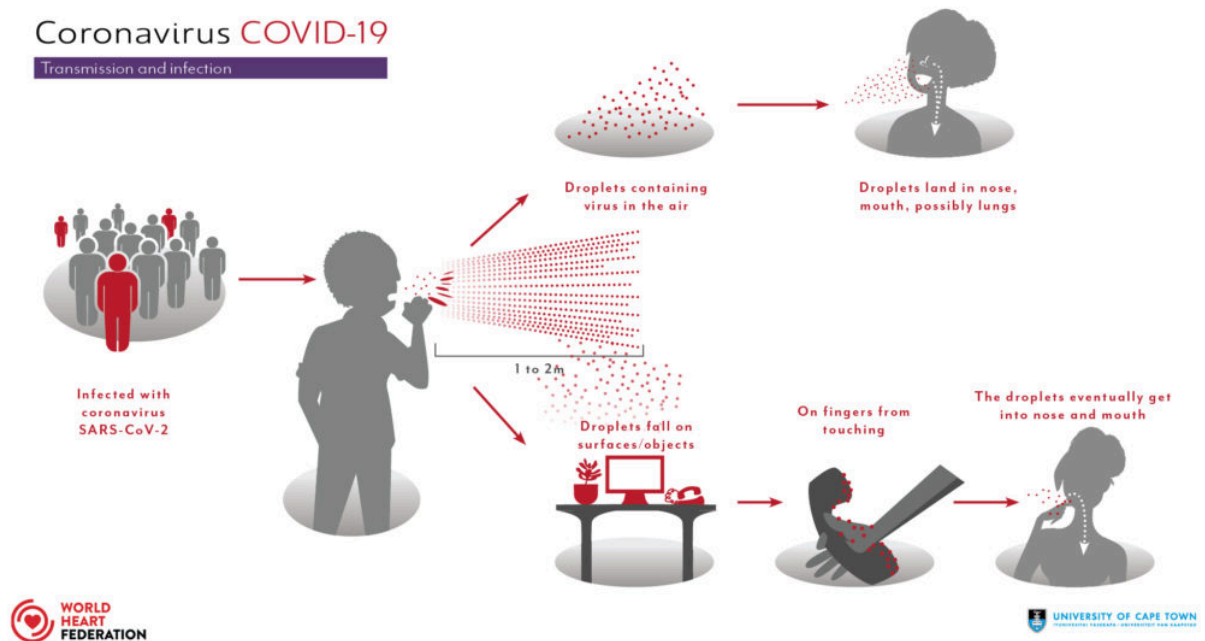 Coronavirus COVID-19
Transmission and infection
Droplets containing
virus in the air
Droplets land in nose,
mouth, possibly lungs
Infected with
coronavirus
SARS-CoV-2
1 to 2m
Droplets fall on
surfaces/objects
On fingers from
touching
The droplets eventually get
into nose and mouth
WORLD
HEART
FEDERATION
UNIVERSITY OF CAPE TOWN